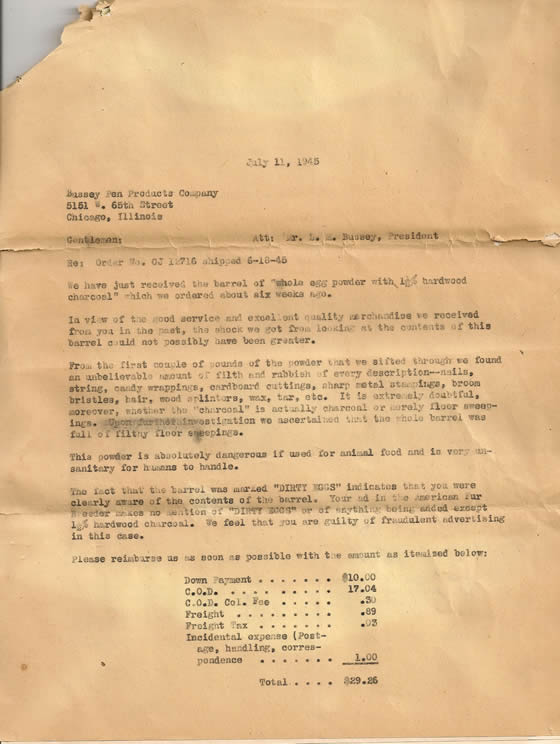 July 11, 1945
Bussey Pen Products Company
5151 W. 65th Street
Chicago, Illinois
Gentlemen: Att: Mr. L. E. Bussey, President
Re: Order No. CJ 12716 shipped 6-18-45
We have just received the barrel of "whole egg powder with 1½% hardwood
charcoal" which we ordered about six weeks ago.
In view of the good service and excellent quality merchandise we received
from you in the past, the shock we got from looking at the contents of this
barrel could not possibly have been greater.
From the first couple of pounds of the powder that we sifted through we found
an unbelievable amount of filth and rubbish of every description--nails,
string, candy wrappings, cardboard cuttings, sharp metal stampings, broom
bristles, hair, wood splinters, wax, tax, etc. It is extremely doubtful,
moreover, whether the "charcoal" is actually charcoal or merely floor sweep-
ings. Upon further investigation we ascertained that the whole barrel was
full of filthy floor sweepings.
This powder is absolutely dangerous if used for animal food and is very un-
sanitary for humans to handle.
The fact that the barrel was marked "DIRTY EGGS" indicates that you were
clearly aware of the contents of the barrel. Your ad in the American Fur
Breeder makes no mention of "DIRTY EGGS" or of anything being added except
1½% hardwood charcoal. We feel that you are guilty of fraudulent advertising
in this case.
Please reimburse us as soon as possible with the amount as itemized below:
Down Payment . . . . . . . $10.00
C.O.D. . . . . . . . . . 17.04
C.O.D. Col. Fee . . . . . .30
Freight . . . . . . . . . .89
Freight Tax . . . . . . . .03
Incidental expense (Post-
age, handling, corres-
pondence . . . . . . . 1.00
Total . . . . $29.26